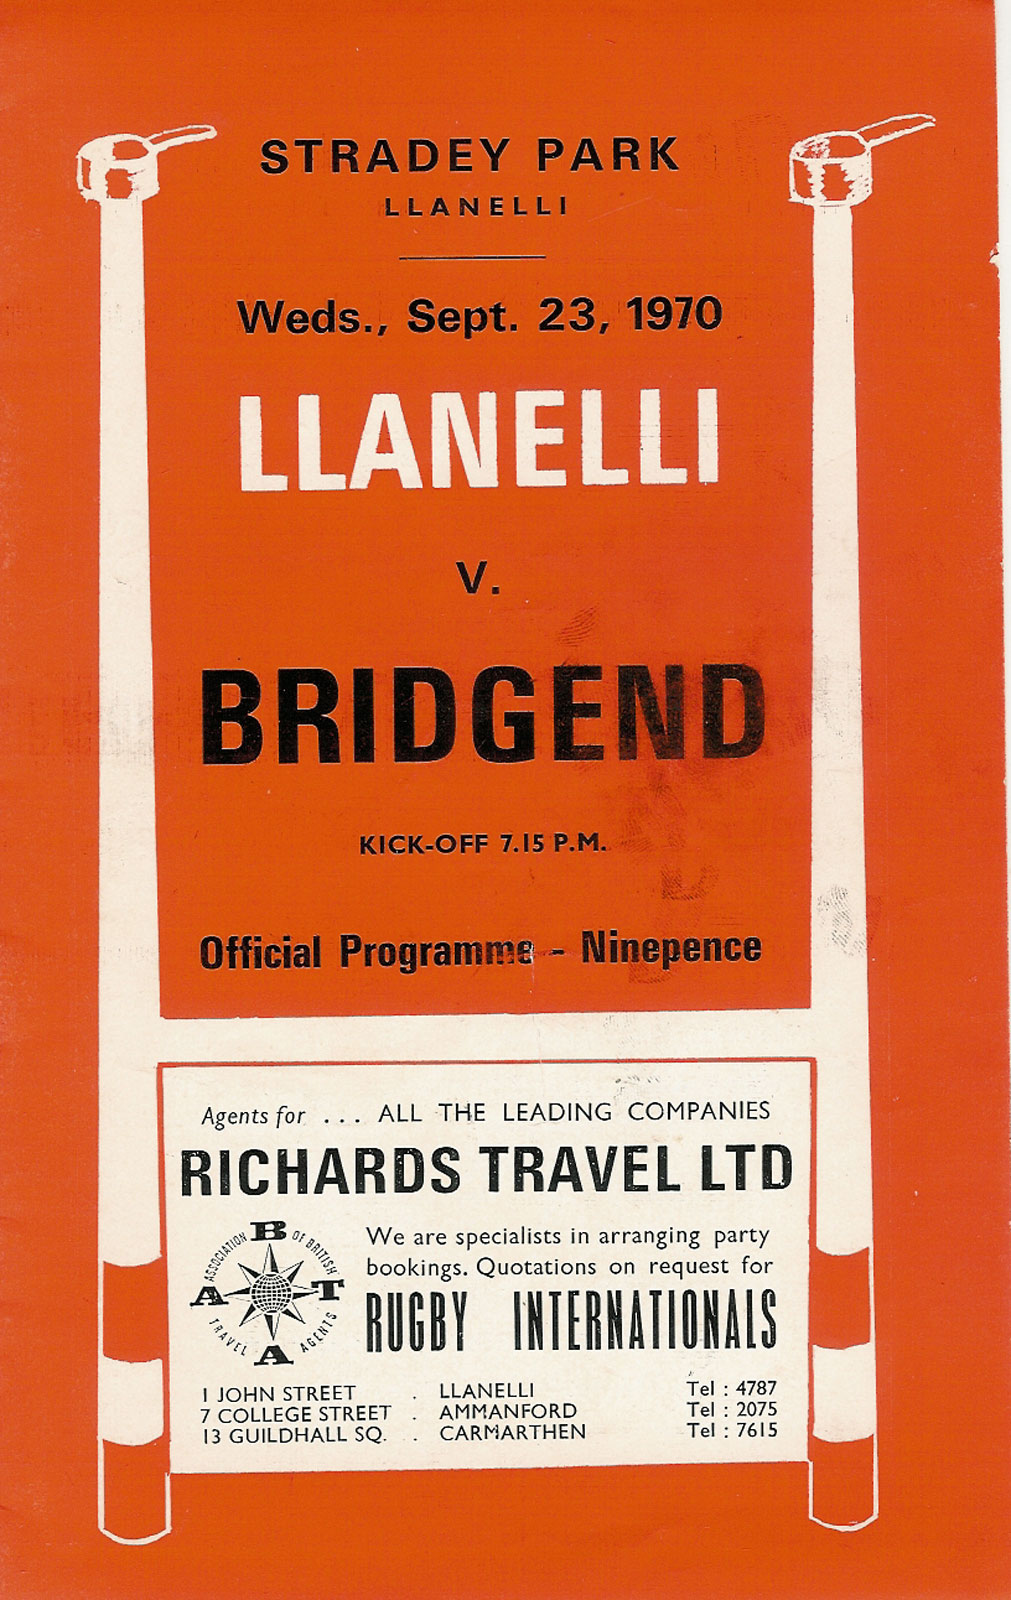 STRADEY PARK
LLANELLI
Weds., Sept. 23, 1970
LLANELLI
V.
BRIDGEND
KICK-OFF 7.15 P.M.
Official Programme - Ninepence
Agents for ... ALL THE LEADING COMPANIES
RICHARDS TRAVEL LTD
ABTA
ASSOCIATION OF BRITISH TRAVEL AGENTS
We are specialists in arranging party
bookings. Quotations on request for
RUGBY INTERNATIONALS
1 JOHN STREET . LLANELLI Tel : 4787
7 COLLEGE STREET . AMMANFORD Tel : 2075
13 GUILDHALL SQ. . CARMARTHEN Tel : 7615